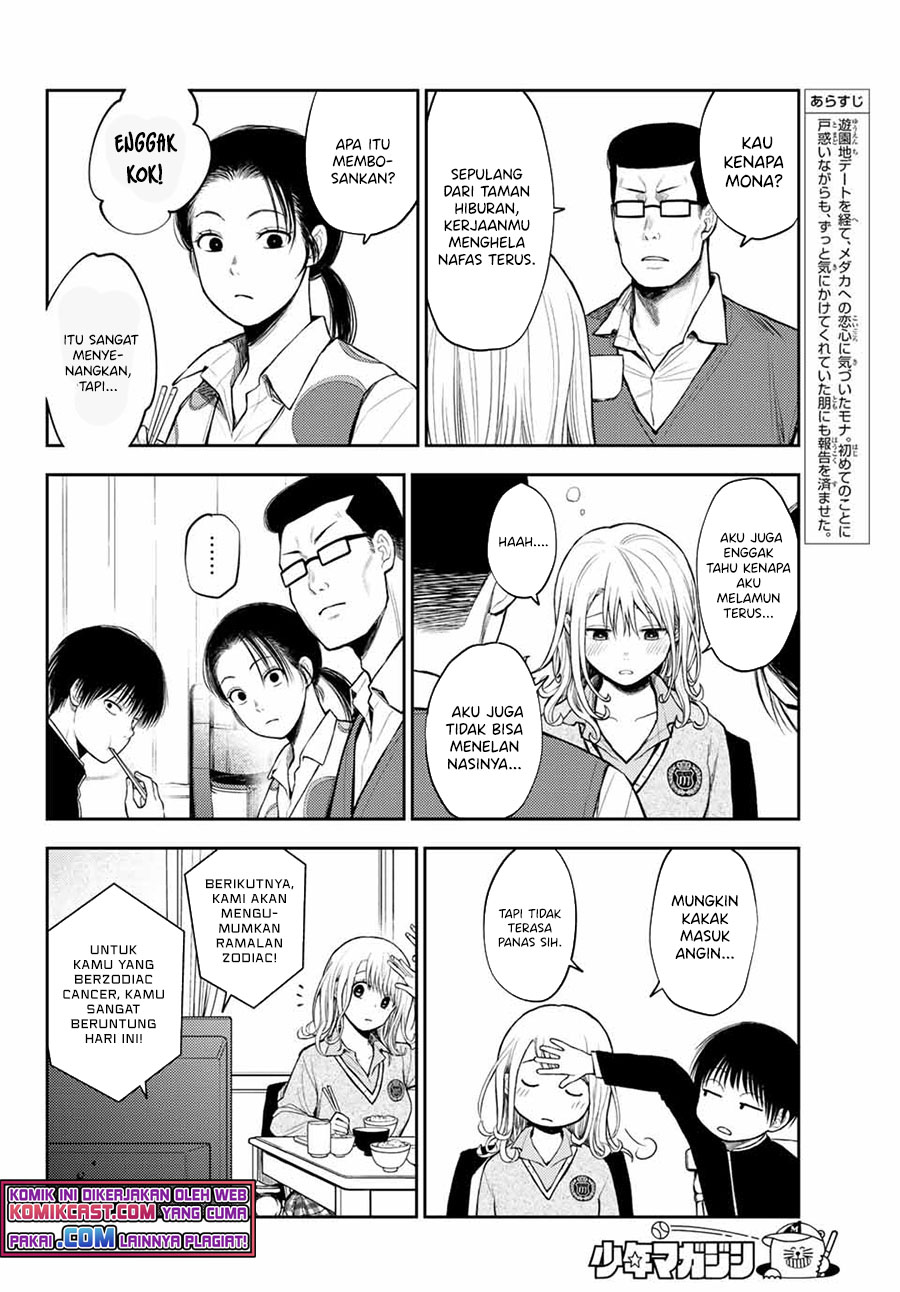 あらすじ
遊園地デートを経て、メダカへの恋心に気づいたモナ。初めてのことに
戸惑いながらも、ずっと気にかけてくれていた朋にも報告を済ませた。
KAU
KENAPA
MONA?
SEPULANG
DARI TAMAN
HIBURAN,
KERJAANMU
MENGHELA
NAFAS TERUS.
APA ITU
MEMBO-
SANKAN?
ENGGAK
KOK!
ITU SANGAT
MENYE-
NANGKAN,
TAPI...
AKU JUGA
ENGGAK
TAHU KENAPA
AKU
MELAMUN
TERUS...
HAAH....
AKU JUGA
TIDAK BISA
MENELAN
NASINYA...
......
MUNGKIN
KAKAK
MASUK
ANGIN...
TAPI TIDAK
TERASA
PANAS SIH.
BERIKUTNYA,
KAMI AKAN
MENGU-
MUMKAN
RAMALAN
ZODIAC!
UNTUK
KAMU YANG
BERZODIAC
CANCER, KAMU
SANGAT
BERUNTUNG
HARI INI!
KOMIK INI DIKERJAKAN OLEH WEB
KOMIKCAST.COM YANG CUMA
PAKAI .COM LAINNYA PLAGIAT!
少年マガジン